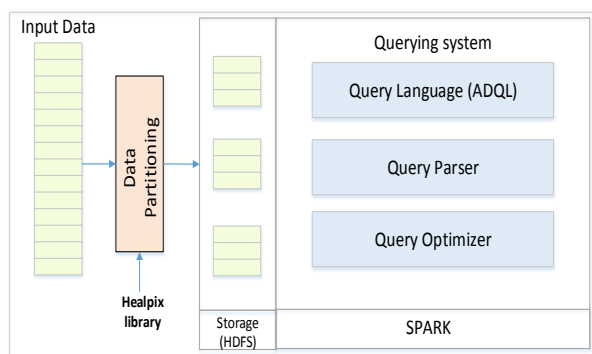 Input Data
Data
Partitioning
Healpix
library
Storage
(HDFS)
Querying system
Query Language (ADQL)
Query Parser
Query Optimizer
SPARK